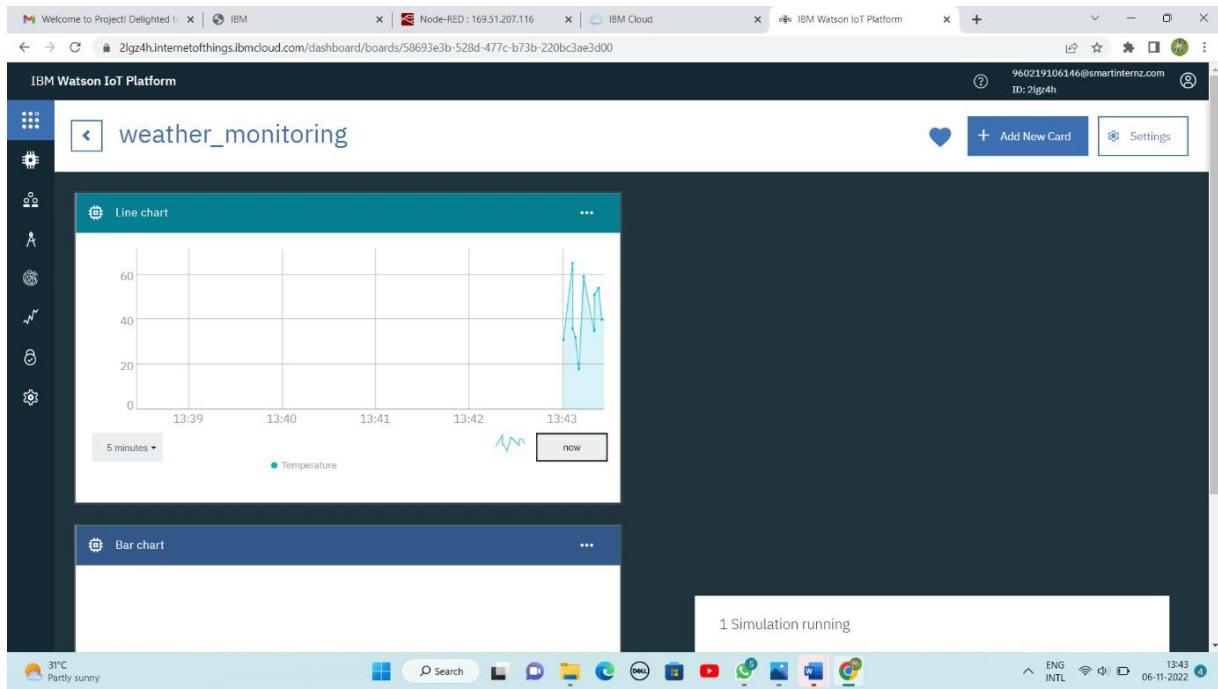 Welcome to Project! Delighted to
IBM
Node-RED : 169.51.207.116
IBM Cloud
IBM Watson IoT Platform
2lgz4h.internetofthings.ibmcloud.com/dashboard/boards/58693e3b-528d-477c-b73b-220bc3ae3d00
IBM Watson IoT Platform
960219106146@smartinternz.com
ID: 2lgz4h
weather_monitoring
+ Add New Card
Settings
Line chart
60
40
20
0
13:39 13:40 13:41 13:42 13:43
5 minutes
now
Temperature
Bar chart
1 Simulation running
31°C
Partly sunny
Search
DELL
ENG
INTL
13:43
06-11-2022
4